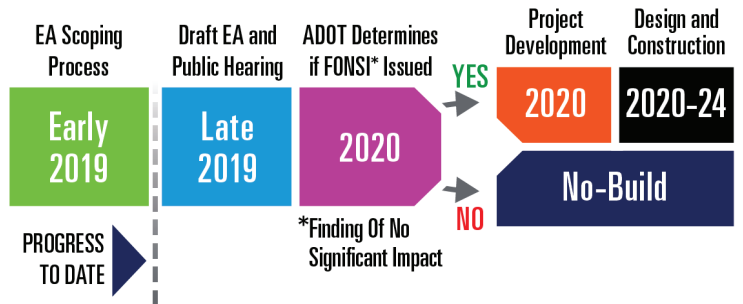 EA Scoping
Process
Early
2019
PROGRESS
TO DATE
Draft EA and
Public Hearing
Late
2019
ADOT Determines
if FONSI* Issued
2020
*Finding Of No
Significant Impact
YES
NO
Project
Development
2020
Design and
Construction
2020-24
No-Build